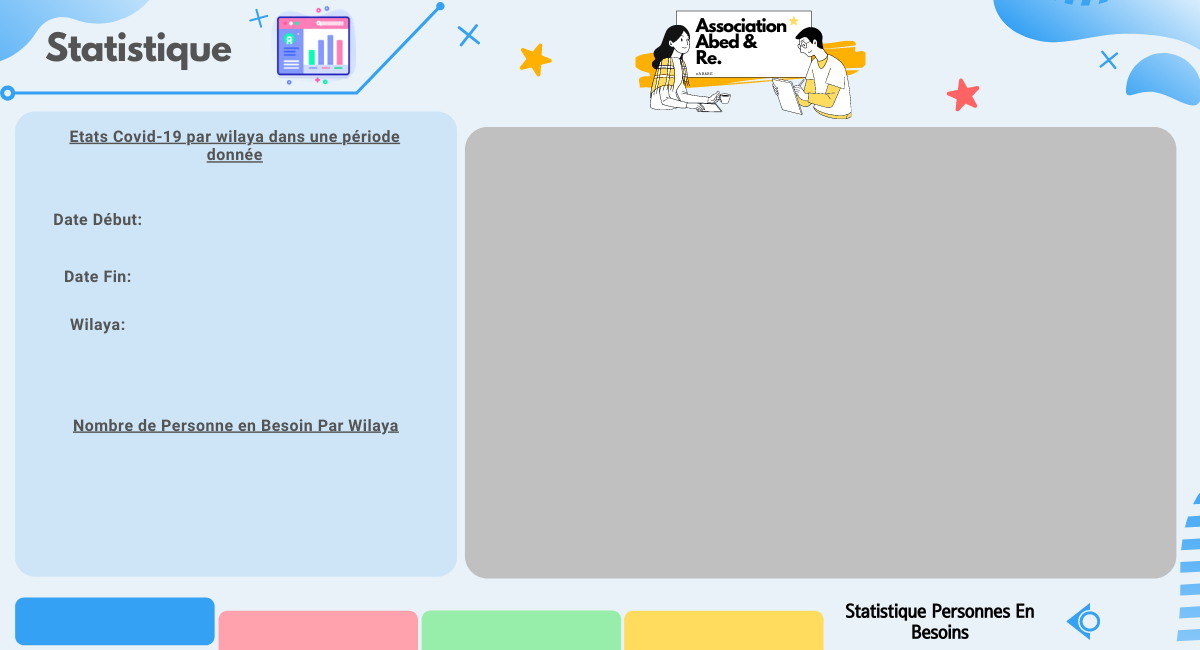 Statistique
Association
Abed &
Re.
Etats Covid-19 par wilaya dans une période
donnée
Date Début:
Date Fin:
Wilaya:
Nombre de Personne en Besoin Par Wilaya
Statistique Personnes En
Besoins